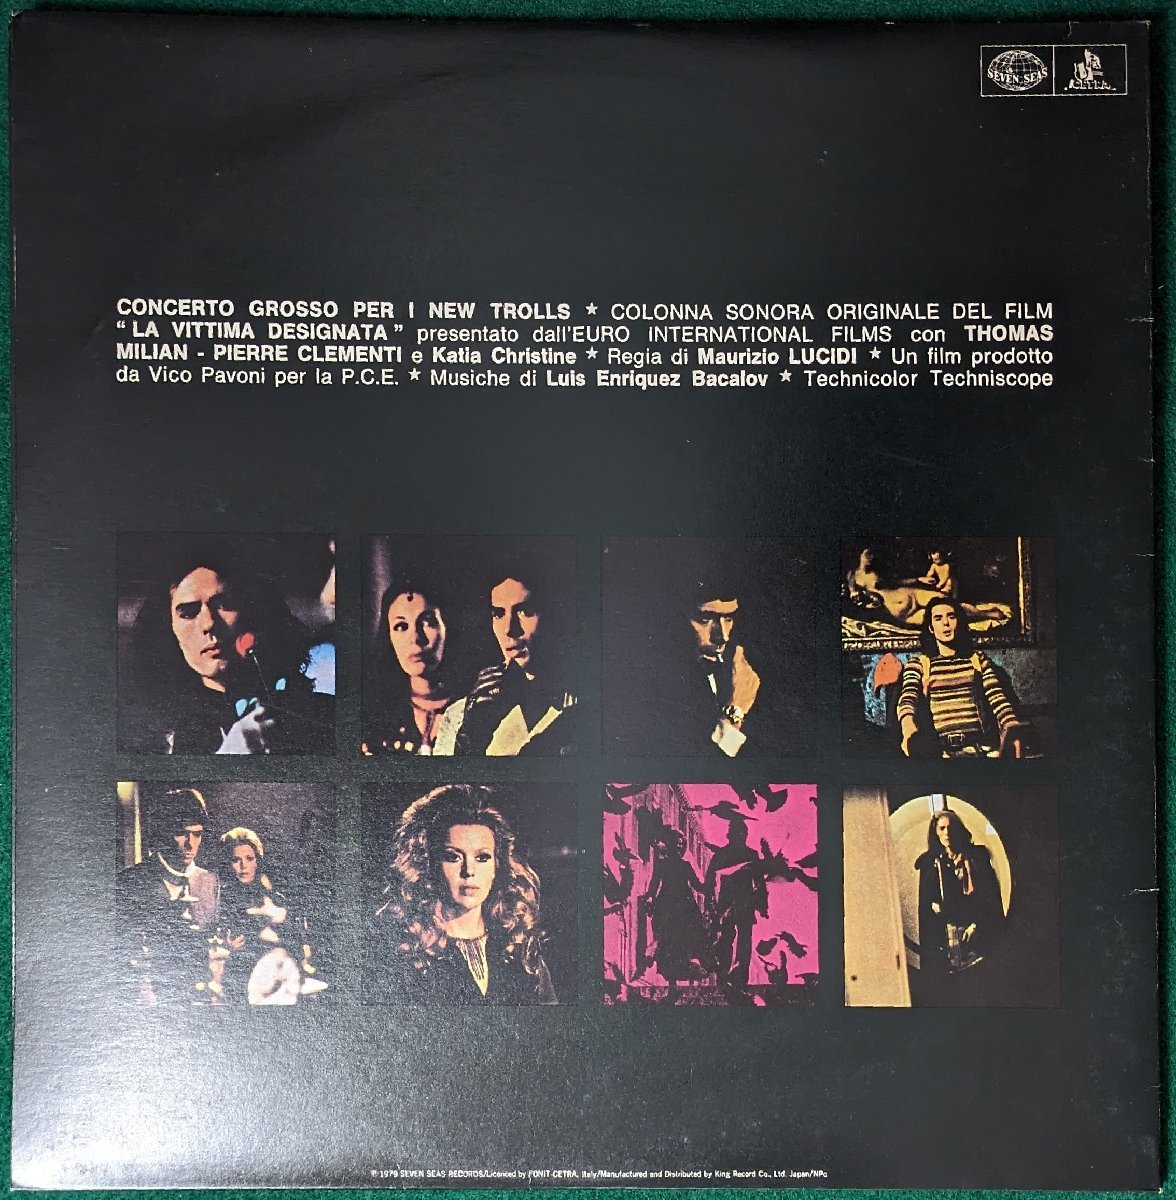 SEVEN SEAS
CETRA
CONCERTO GROSSO PER I NEW TROLLS ★ COLONNA SONORA ORIGINALE DEL FILM
“ LA VITTIMA DESIGNATA ” presentato dall'EURO INTERNATIONAL FILMS con THOMAS
MILIAN - PIERRE CLEMENTI e Katia Christine ★ Regia di Maurizio LUCIDI ★ Un film prodotto
da Vico Pavoni per la P.C.E. ★ Musiche di Luis Enriquez Bacalov ★ Technicolor Techniscope
℗ 1979 SEVEN SEAS RECORDS/Licenced by FONIT-CETRA, Italy/Manufactured and Distributed by King Record Co., Ltd. Japan/NPc